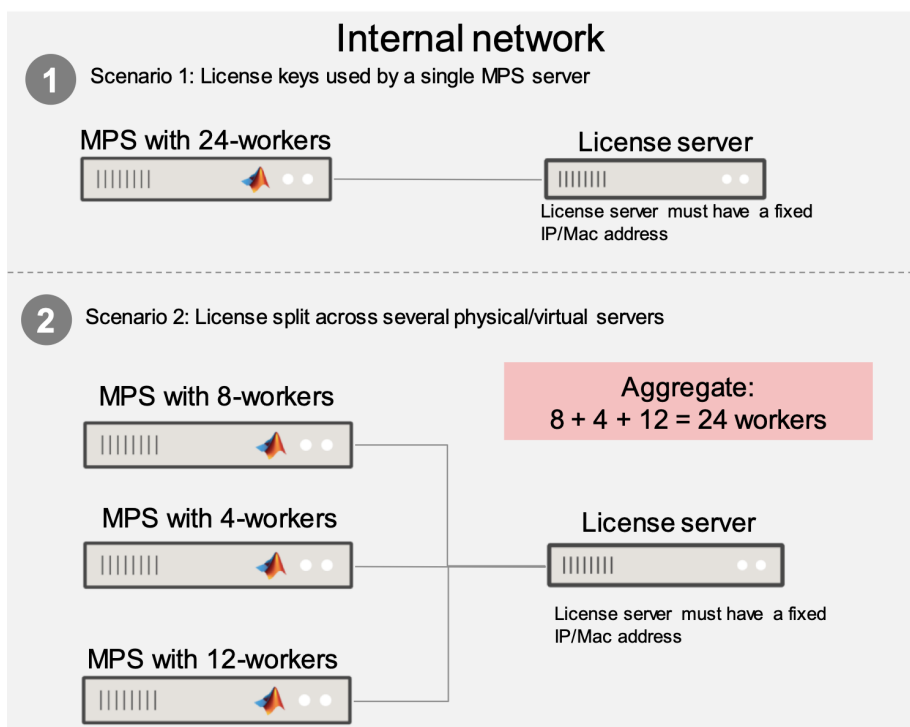 Internal network
1
Scenario 1: License keys used by a single MPS server
MPS with 24-workers
License server
License server must have a fixed
IP/Mac address
2
Scenario 2: License split across several physical/virtual servers
MPS with 8-workers
Aggregate:
8 + 4 + 12 = 24 workers
MPS with 4-workers
License server
License server must have a fixed
IP/Mac address
MPS with 12-workers